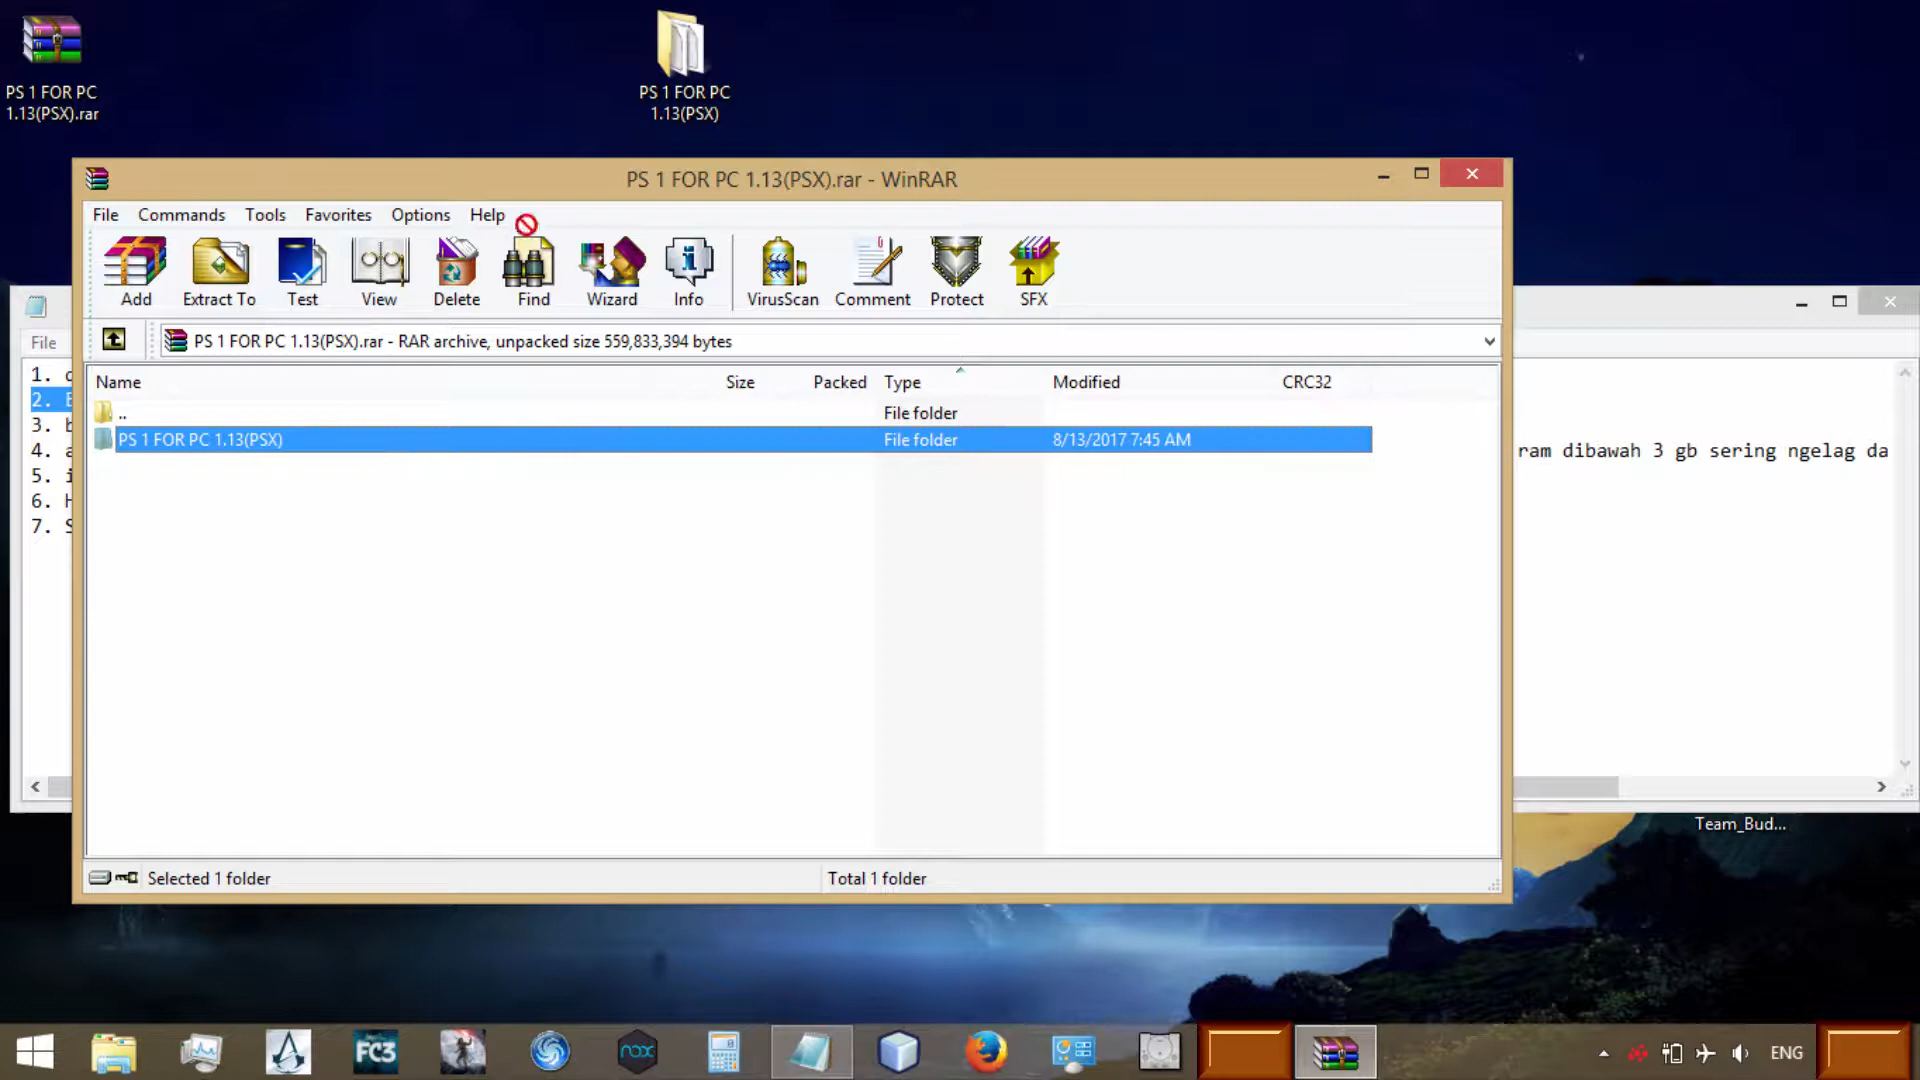 PS 1 FOR PC
1.13(PSX).rar
PS 1 FOR PC
1.13(PSX)
PS 1 FOR PC 1.13(PSX).rar - WinRAR
File Commands Tools Favorites Options Help
Add Extract To Test View Delete Find Wizard Info VirusScan Comment Protect SFX
PS 1 FOR PC 1.13(PSX).rar - RAR archive, unpacked size 559,833,394 bytes
Name Size Packed Type Modified CRC32
.. File folder
PS 1 FOR PC 1.13(PSX) File folder 8/13/2017 7:45 AM
Selected 1 folder Total 1 folder
File
1.
2.
3.
4. ram dibawah 3 gb sering ngelag da
5.
6.
7.
Team_Bud...
FC3
nox
ENG